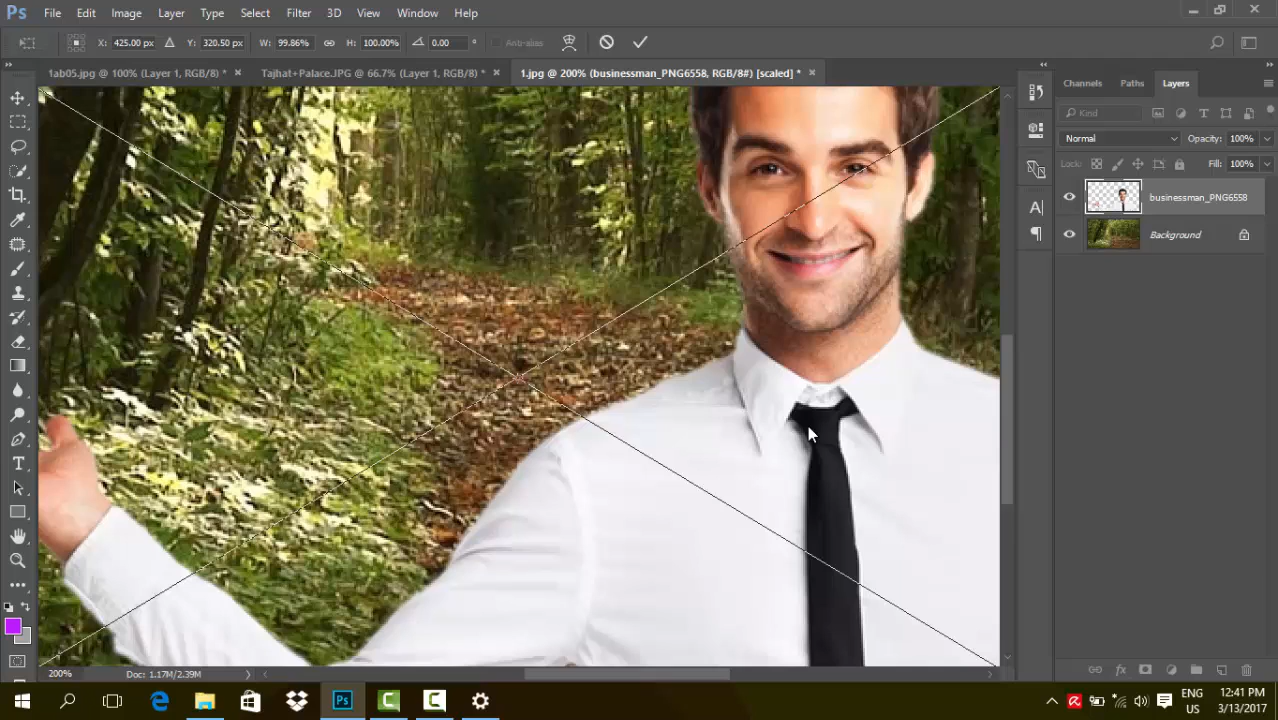 Ps File Edit Image Layer Type Select Filter 3D View Window Help
X: 425.00 px Y: 320.50 px W: 99.86% H: 100.00% 0.00 ° Anti-alias
1ab05.jpg @ 100% (Layer 1, RGB/8) * × Tajhat+Palace.JPG @ 66.7% (Layer 1, RGB/8) * × 1.jpg @ 200% (businessman_PNG6558, RGB/8#) [scaled] * ×
Channels Paths Layers
Kind T
Normal Opacity: 100%
Lock: Fill: 100%
businessman_PNG6558
Background
A
T
200% Doc: 1.17M/2.39M
fx
Ps C C
ENG 12:41 PM
US 3/13/2017